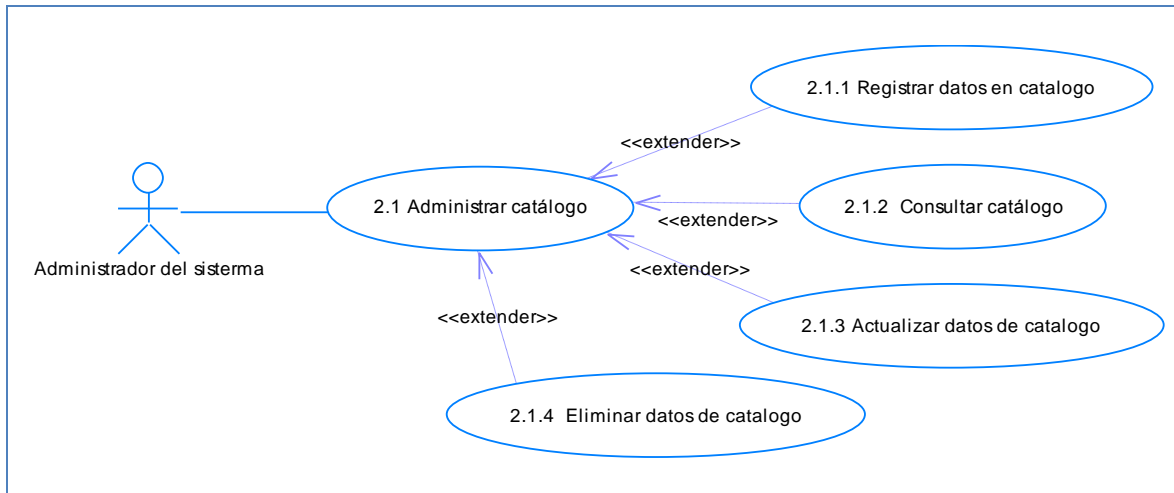 2.1.1 Registrar datos en catalogo
<<extender>>
2.1 Administrar catálogo
2.1.2 Consultar catálogo
<<extender>>
Administrador del sisterma
<<extender>>
<<extender>>
2.1.3 Actualizar datos de catalogo
2.1.4 Eliminar datos de catalogo